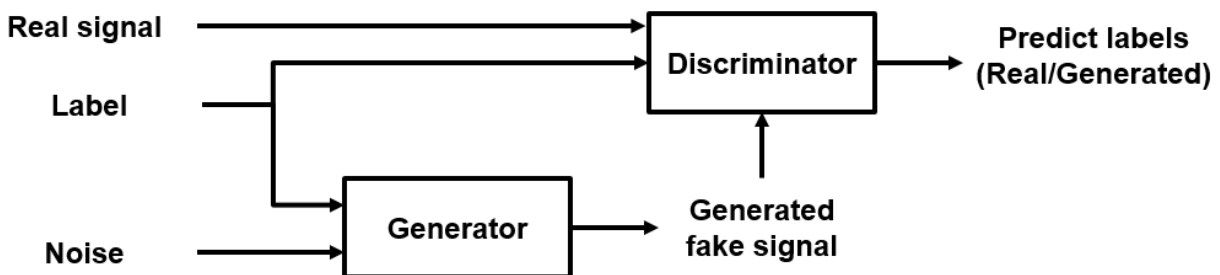 Real signal
Label
Noise
Generator
Generated
fake signal
Discriminator
Predict labels
(Real/Generated)